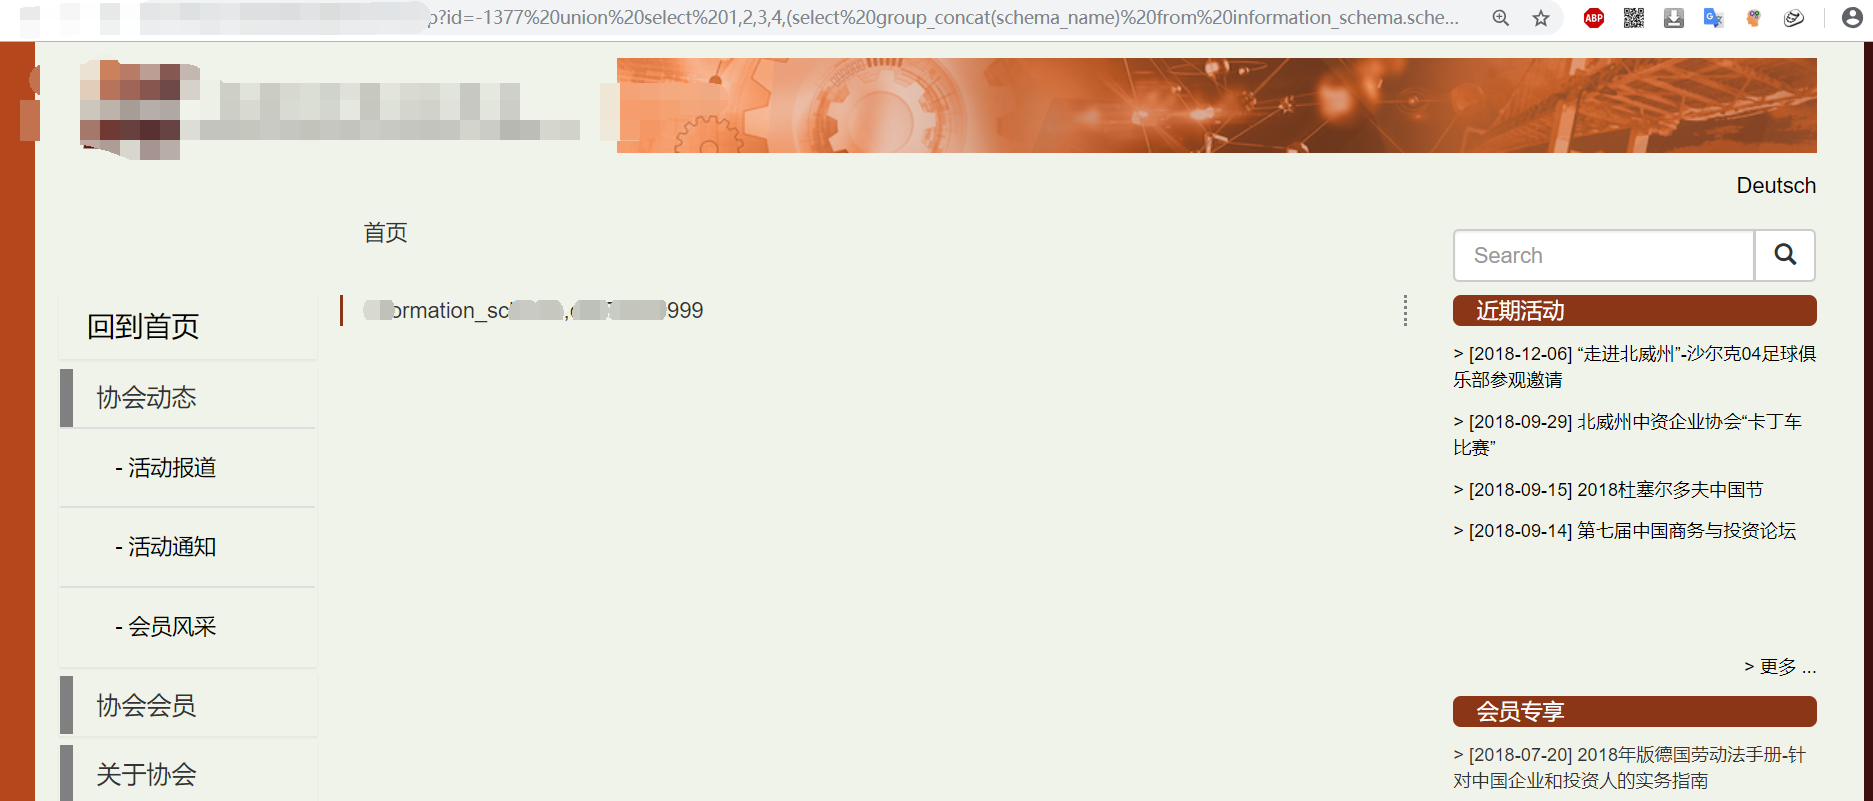 p?id=-1377%20union%20select%201,2,3,4,(select%20group_concat(schema_name)%20from%20information_schema.sche...
ABP
Deutsch
首页
Search
ormation_sc
,
999
回到首页
协会动态
- 活动报道
- 活动通知
- 会员风采
协会会员
关于协会
近期活动
> [2018-12-06] “走进北威州”-沙尔克04足球俱
乐部参观邀请
> [2018-09-29] 北威州中资企业协会“卡丁车
比赛”
> [2018-09-15] 2018杜塞尔多夫中国节
> [2018-09-14] 第七届中国商务与投资论坛
> 更多 ...
会员专享
> [2018-07-20] 2018年版德国劳动法手册-针
对中国企业和投资人的实务指南